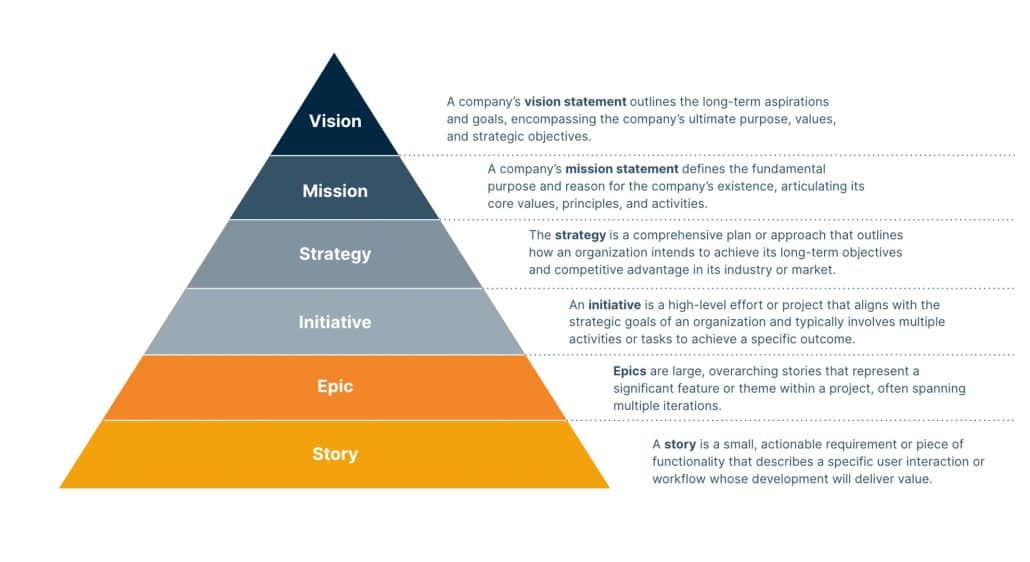 Vision
A company’s vision statement outlines the long-term aspirations
and goals, encompassing the company’s ultimate purpose, values,
and strategic objectives.
Mission
A company’s mission statement defines the fundamental
purpose and reason for the company’s existence, articulating its
core values, principles, and activities.
Strategy
The strategy is a comprehensive plan or approach that outlines
how an organization intends to achieve its long-term objectives
and competitive advantage in its industry or market.
Initiative
An initiative is a high-level effort or project that aligns with the
strategic goals of an organization and typically involves multiple
activities or tasks to achieve a specific outcome.
Epic
Epics are large, overarching stories that represent a
significant feature or theme within a project, often spanning
multiple iterations.
Story
A story is a small, actionable requirement or piece of
functionality that describes a specific user interaction or
workflow whose development will deliver value.